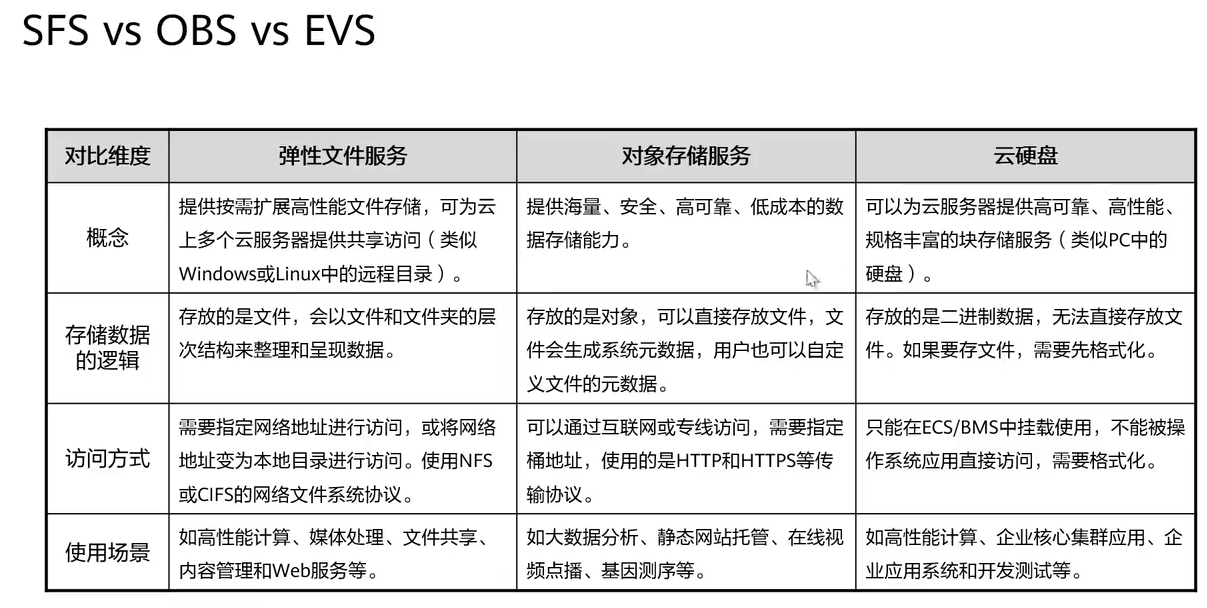 SFS vs OBS vs EVS
对比维度
弹性文件服务
对象存储服务
云硬盘
概念
提供按需扩展高性能文件存储，可为云
上多个云服务器提供共享访问（类似
Windows或Linux中的远程目录）。
提供海量、安全、高可靠、低成本的数
据存储能力。
可以为云服务器提供高可靠、高性能、
规格丰富的块存储服务（类似PC中的
硬盘）。
存储数据
的逻辑
存放的是文件，会以文件和文件夹的层
次结构来整理和呈现数据。
存放的是对象，可以直接存放文件，文
件会生成系统元数据，用户也可以自定
义文件的元数据。
存放的是二进制数据，无法直接存放文
件。如果要存文件，需要先格式化。
访问方式
需要指定网络地址进行访问，或将网络
地址变为本地目录进行访问。使用NFS
或CIFS的网络文件系统协议。
可以通过互联网或专线访问，需要指定
桶地址，使用的是HTTP和HTTPS等传
输协议。
只能在ECS/BMS中挂载使用，不能被操
作系统应用直接访问，需要格式化。
使用场景
如高性能计算、媒体处理、文件共享、
内容管理和Web服务等。
如大数据分析、静态网站托管、在线视
频点播、基因测序等。
如高性能计算、企业核心集群应用、企
业应用系统和开发测试等。